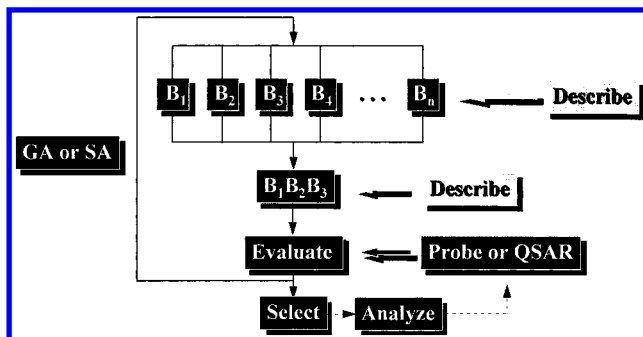 B1 B2 B3 B4 ... Bn
Describe
GA or SA
B1B2B3
Describe
Evaluate
Probe or QSAR
Select
Analyze